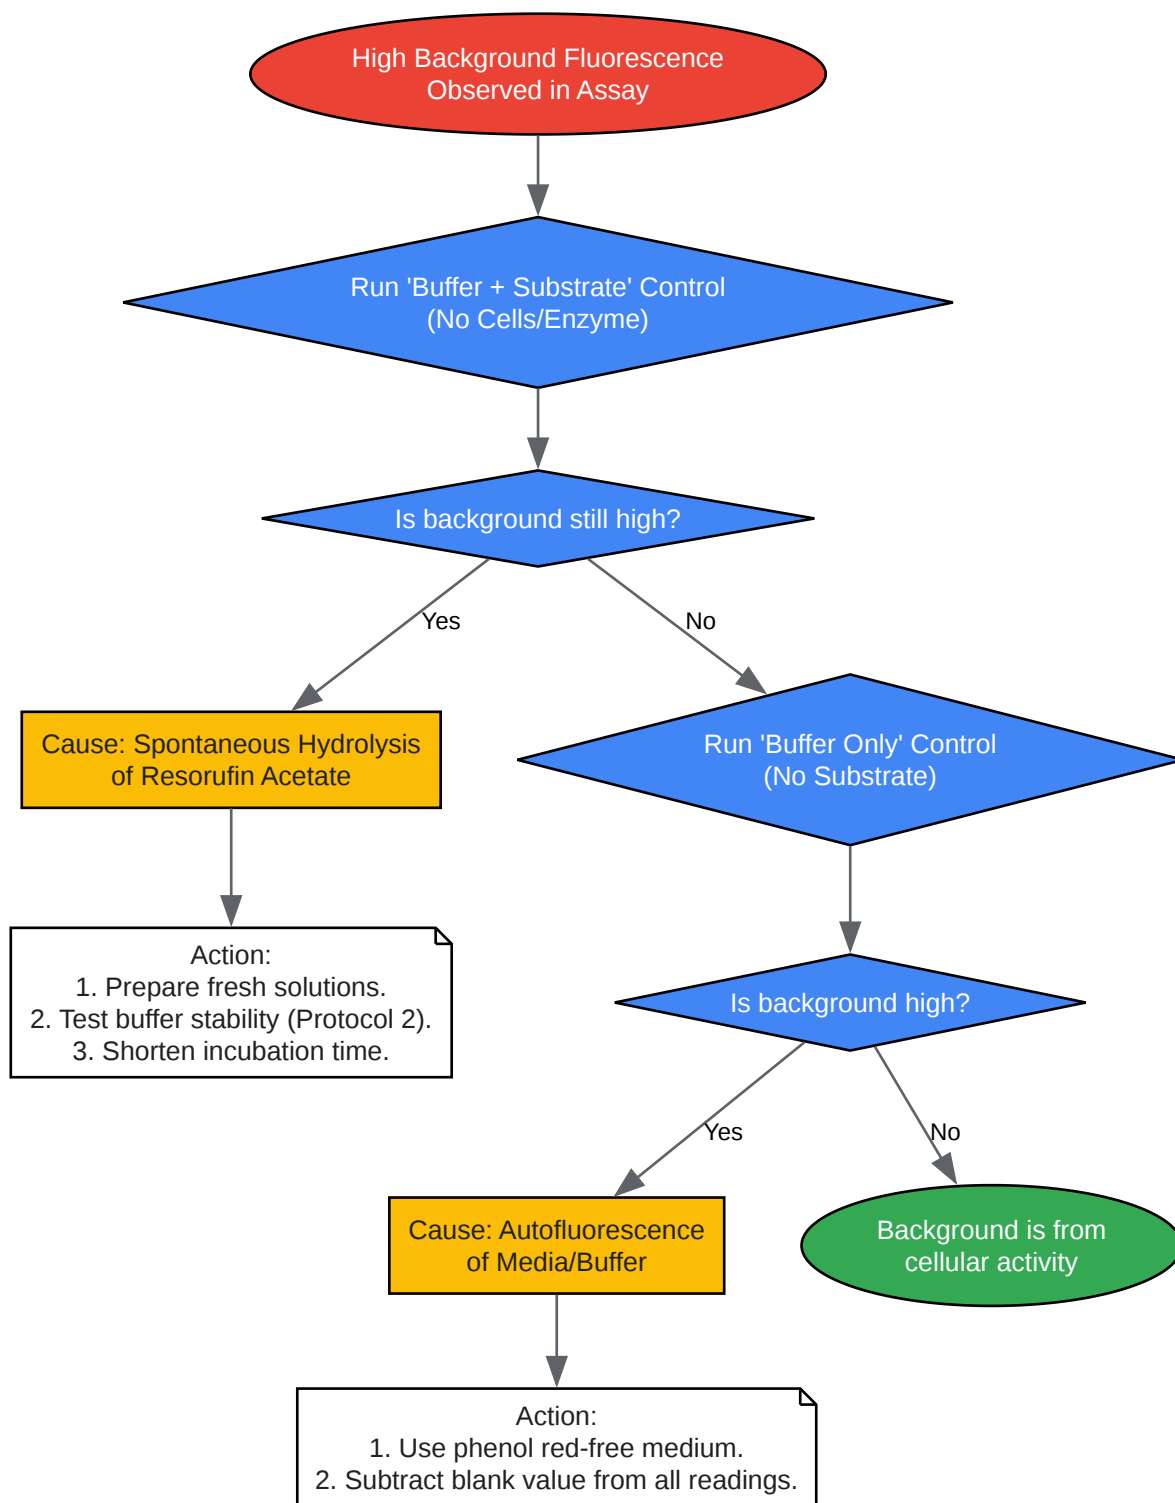 High Background Fluorescence
Observed in Assay
Run 'Buffer + Substrate' Control
(No Cells/Enzyme)
Is background still high?
Yes
No
Cause: Spontaneous Hydrolysis
of Resorufin Acetate
Run 'Buffer Only' Control
(No Substrate)
Action:
1. Prepare fresh solutions.
2. Test buffer stability (Protocol 2).
3. Shorten incubation time.
Is background high?
Yes
No
Cause: Autofluorescence
of Media/Buffer
Background is from
cellular activity
Action:
1. Use phenol red-free medium.
2. Subtract blank value from all readings.